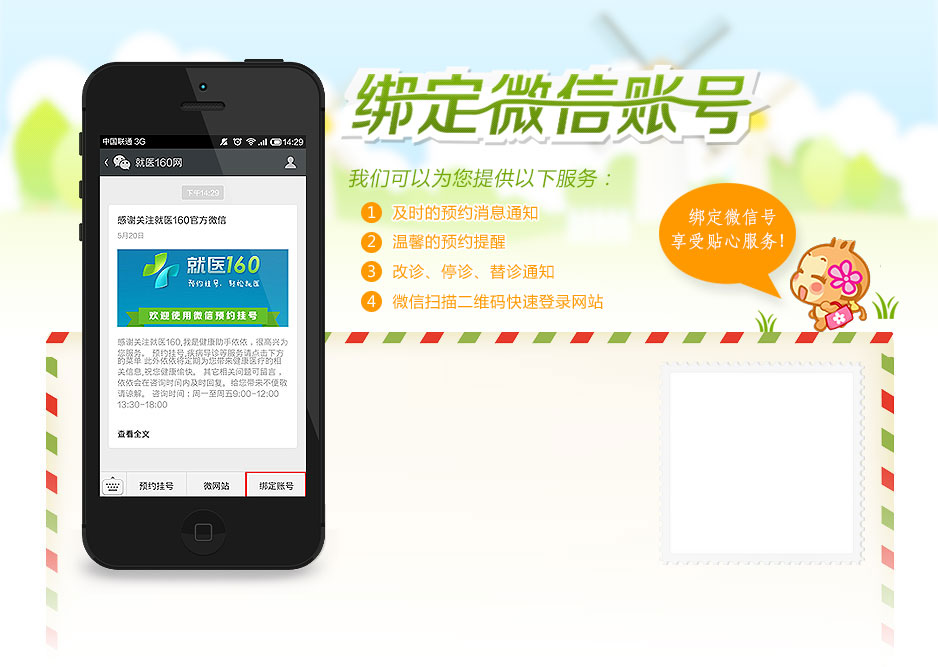 绑定微信账号
我们可以为您提供以下服务：
1 及时的预约消息通知
2 温馨的预约提醒
3 改诊、停诊、替诊通知
4 微信扫描二维码快速登录网站
绑定微信号
享受贴心服务!
中国联通 3G
14:29
就医160网
下午14:29
感谢关注就医160官方微信
5月20日
就医160
预约挂号，轻松就医
欢迎使用微信预约挂号
感谢关注就医160,我是健康助手依依，很高兴为
您服务。 预约挂号,疾病导诊等服务请点击下方
的菜单 此外依依将定期为您带来健康医疗的相
关信息,祝您健康愉快。 其它相关问题可留言，
依依会在咨询时间内及时回复。给您带来不便敬
请谅解。 咨询时间：周一至周五9:00-12:00
13:30-18:00
查看全文
预约挂号
微网站
绑定账号